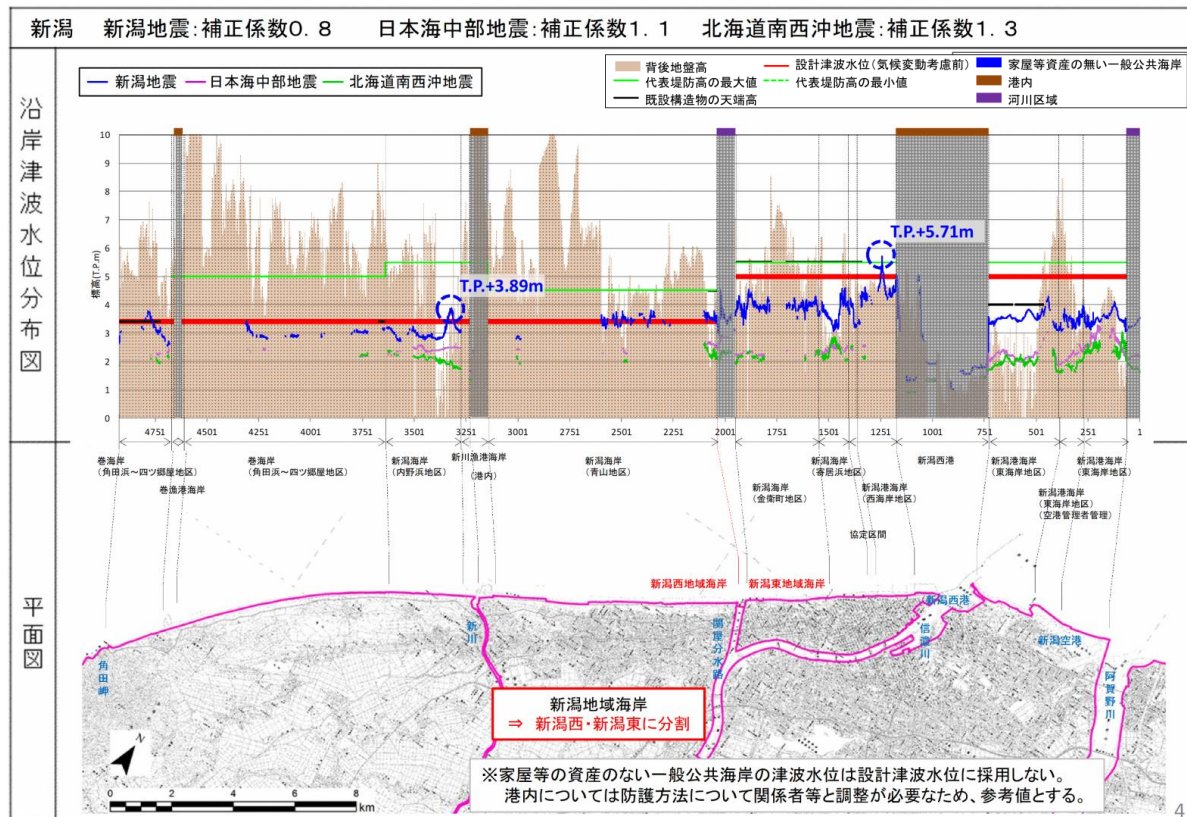 新潟　新潟地震:補正係数0.8　日本海中部地震:補正係数1.1　北海道南西沖地震:補正係数1.3
沿岸津波水位分布図
新潟地震　日本海中部地震　北海道南西沖地震
背後地盤高　設計津波水位(気候変動考慮前)　家屋等資産の無い一般公共海岸
代表堤防高の最大値　代表堤防高の最小値　港内
既設構造物の天端高　河川区域
標高(T.P.m)
10
9
8
7
6
5
4
3
2
1
0
T.P.+3.89m
T.P.+5.71m
4751 4501 4251 4001 3751 3501 3251 3001 2751 2501 2251 2001 1751 1501 1251 1001 751 501 251 1
巻海岸
(角田浜～四ツ郷屋地区)
巻漁港海岸
巻海岸
(角田浜～四ツ郷屋地区)
新潟海岸
(内野浜地区)
新川漁港海岸
(港内)
新潟海岸
(青山地区)
新潟海岸
(金衛町地区)
新潟海岸
(寄居浜地区)
新潟港海岸
(西海岸地区)
協定区間
新潟西港
新潟港海岸
(東海岸地区)
新潟港海岸
(東海岸地区)
(空港管理者管理)
新潟港海岸
(東海岸地区)
平面図
新潟西地域海岸　新潟東地域海岸
角田岬
新川
関屋分水路
信濃川
新潟西港
新潟空港
阿賀野川
新潟地域海岸
⇒ 新潟西・新潟東に分割
N
0 2 4 6 8
km
※家屋等の資産のない一般公共海岸の津波水位は設計津波水位に採用しない。
港内については防護方法について関係者等と調整が必要なため、参考値とする。
4